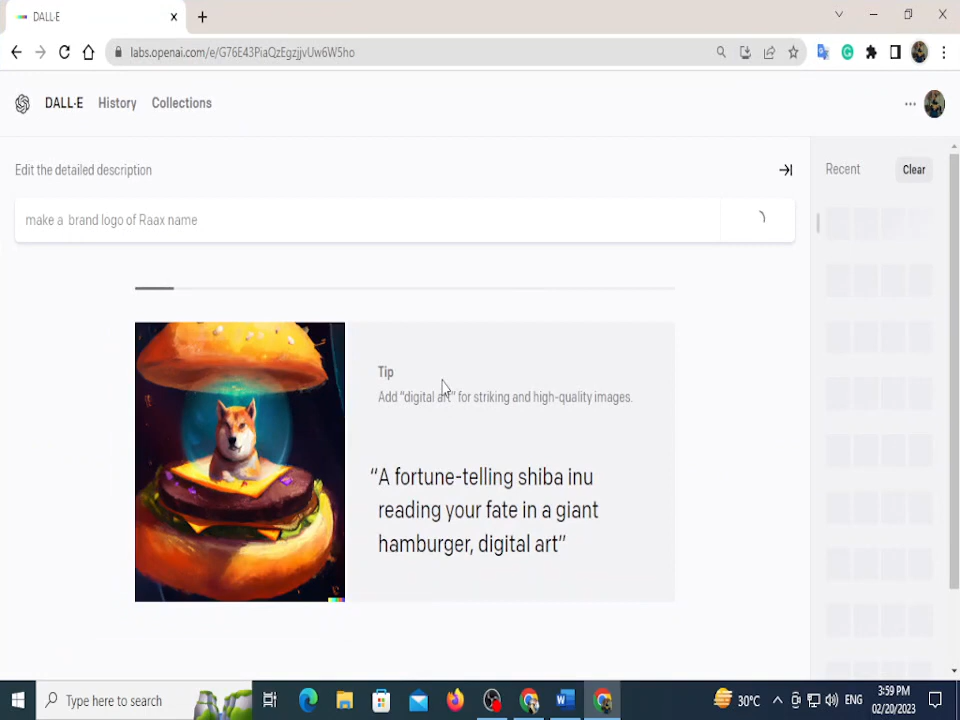 DALL·E
labs.openai.com/e/G76E43PiaQzEgzjjvUw6W5ho
DALL·E History Collections
Edit the detailed description
Recent Clear
make a brand logo of Raax name
Tip
Add "digital art" for striking and high-quality images.
“A fortune-telling shiba inu
reading your fate in a giant
hamburger, digital art”
Type here to search
30°C
ENG
3:59 PM
02/20/2023